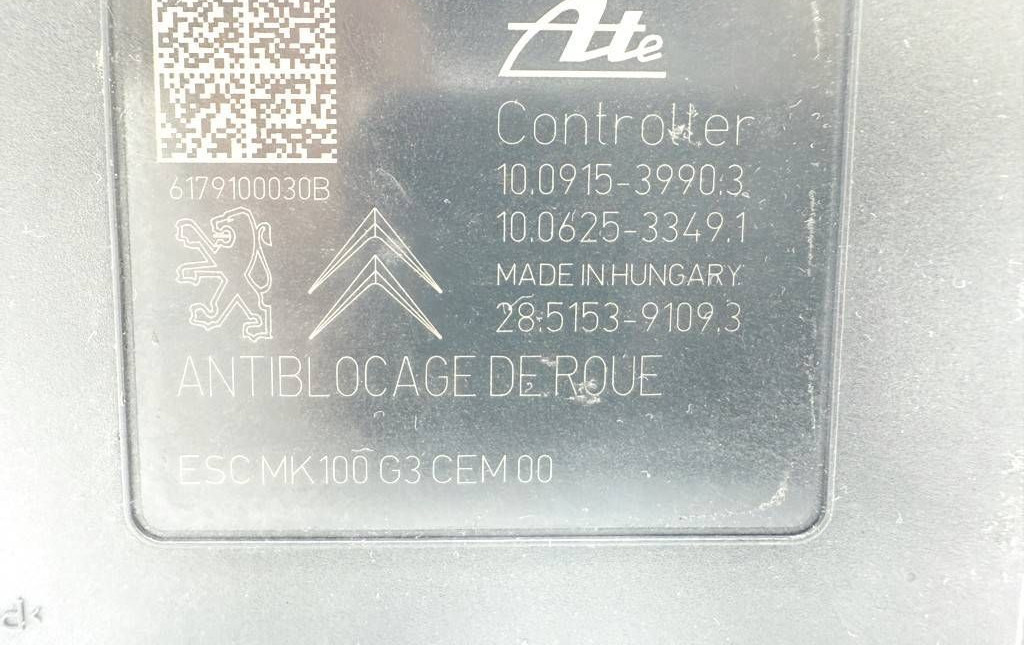 Ate
Controller
6179100030B
10.0915-3990.3
10.0625-3349.1
MADE IN HUNGARY
28.5153-9109.3
ANTIBLOCAGE DE ROUE
ESC MK100 G3 CEM 00